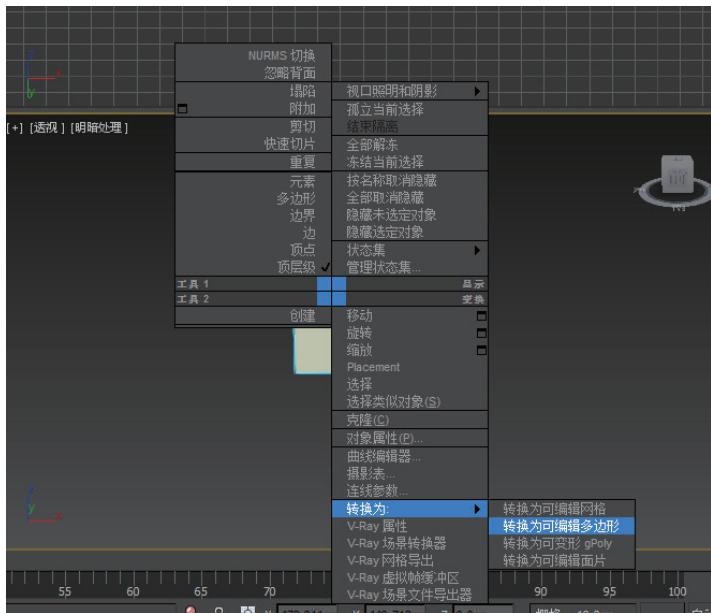 NURMS 切换
忽略背面
塌陷
附加
剪切
快速切片
重复
元素
多边形
边界
边
顶点
顶层级
工具 1
工具 2
创建
视口照明和阴影
孤立当前选择
结束隔离
全部解冻
冻结当前选择
按名称取消隐藏
全部取消隐藏
隐藏未选定对象
隐藏选定对象
状态集
管理状态集...
显示
变换
移动
旋转
缩放
Placement
选择
选择类似对象(S)
克隆(C)
对象属性(P)...
曲线编辑器...
摄影表...
连线参数...
转换为:
V-Ray 属性
V-Ray 场景转换器
V-Ray 网格导出
V-Ray 虚拟帧缓冲区
V-Ray 场景文件导出器
转换为可编辑网格
转换为可编辑多边形
转换为可变形 gPoly
转换为可编辑面片
[+] [透视] [明暗处理]
x
y
y
55 60 65 70 90 95 100